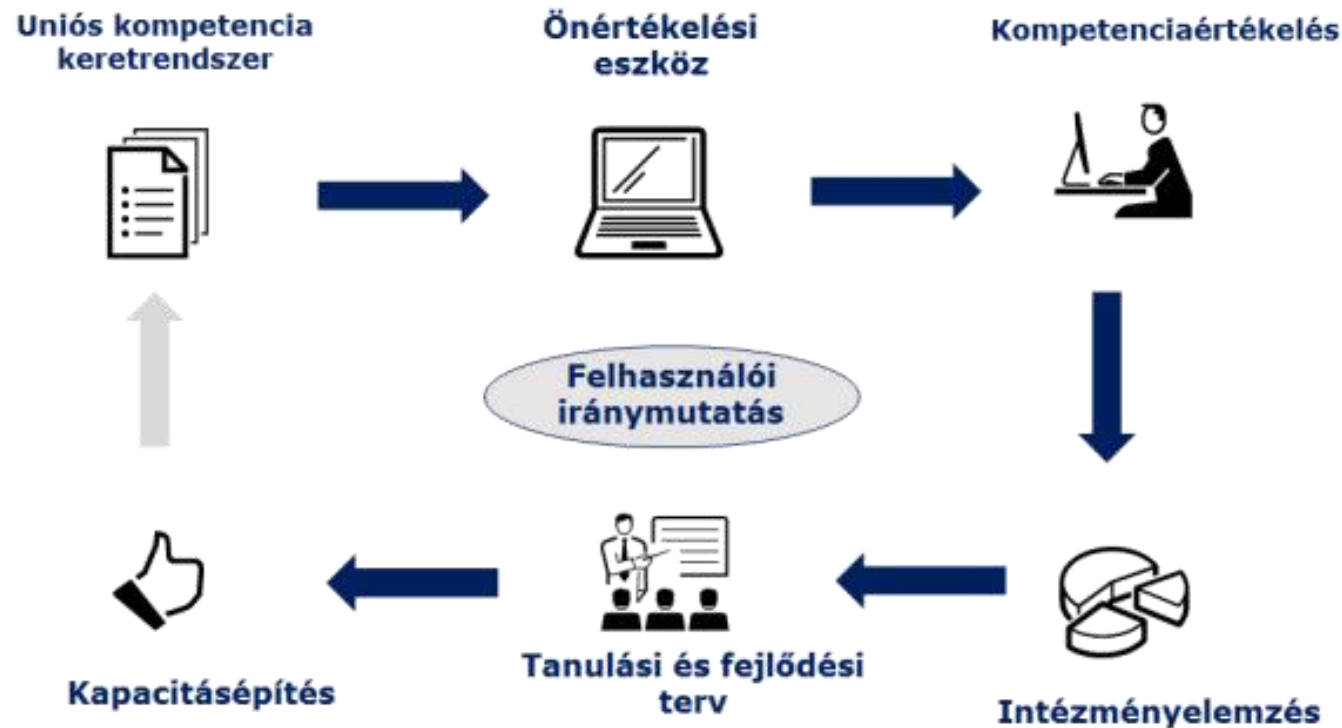 Uniós kompetencia
keretrendszer
Önértékelési
eszköz
Kompetenciaértékelés
Felhasználói
iránymutatás
Kapacitásépítés
Tanulási és fejlődési
terv
Intézményelemzés